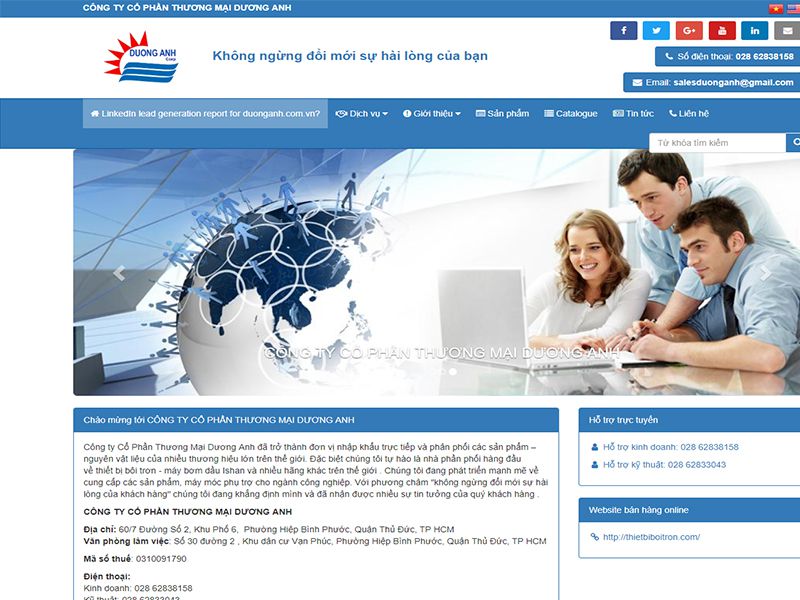 CÔNG TY CỔ PHẦN THƯƠNG MẠI DƯƠNG ANH
DUONG ANH
Corp
Không ngừng đổi mới sự hài lòng của bạn
Số điện thoại: 028 62838158
Email: salesduonganh@gmail.com
LinkedIn lead generation report for duonganh.com.vn?
Dịch vụ
Giới thiệu
Sản phẩm
Catalogue
Tin tức
Liên hệ
Từ khóa tìm kiếm
CÔNG TY CỔ PHẦN THƯƠNG MẠI DƯƠNG ANH
Chào mừng tới CÔNG TY CỔ PHẦN THƯƠNG MẠI DƯƠNG ANH
Công ty Cổ Phần Thương Mại Dương Anh đã trở thành đơn vị nhập khẩu trực tiếp và phân phối các sản phẩm –
nguyên vật liệu của nhiều thương hiệu lớn trên thế giới. Đặc biệt chúng tôi tự hào là nhà phân phối hàng đầu
về thiết bị bôi trơn - máy bơm dầu Ishan và nhiều hãng khác trên thế giới . Chúng tôi đang phát triển mạnh mẽ về
cung cấp các sản phẩm, máy móc phụ trợ cho ngành công nghiệp. Với phương châm "không ngừng đổi mới sự hài
lòng của khách hàng" chúng tôi đang khẳng định mình và đã nhận được nhiều sự tin tưởng của quý khách hàng .
CÔNG TY CỔ PHẦN THƯƠNG MẠI DƯƠNG ANH
Địa chỉ: 60/7 Đường Số 2, Khu Phố 6, Phường Hiệp Bình Phước, Quận Thủ Đức, TP HCM
Văn phòng làm việc: Số 30 đường 2 , Khu dân cư Vạn Phúc, Phường Hiệp Bình Phước, Quận Thủ Đức, TP HCM
Mã số thuế: 0310091790
Điện thoại:
Kinh doanh: 028 62838158
Kỹ thuật: 028 62833043
Hỗ trợ trực tuyến
Hỗ trợ kinh doanh: 028 62838158
Hỗ trợ kỹ thuật: 028 62833043
Website bán hàng online
http://thietbiboitron.com/